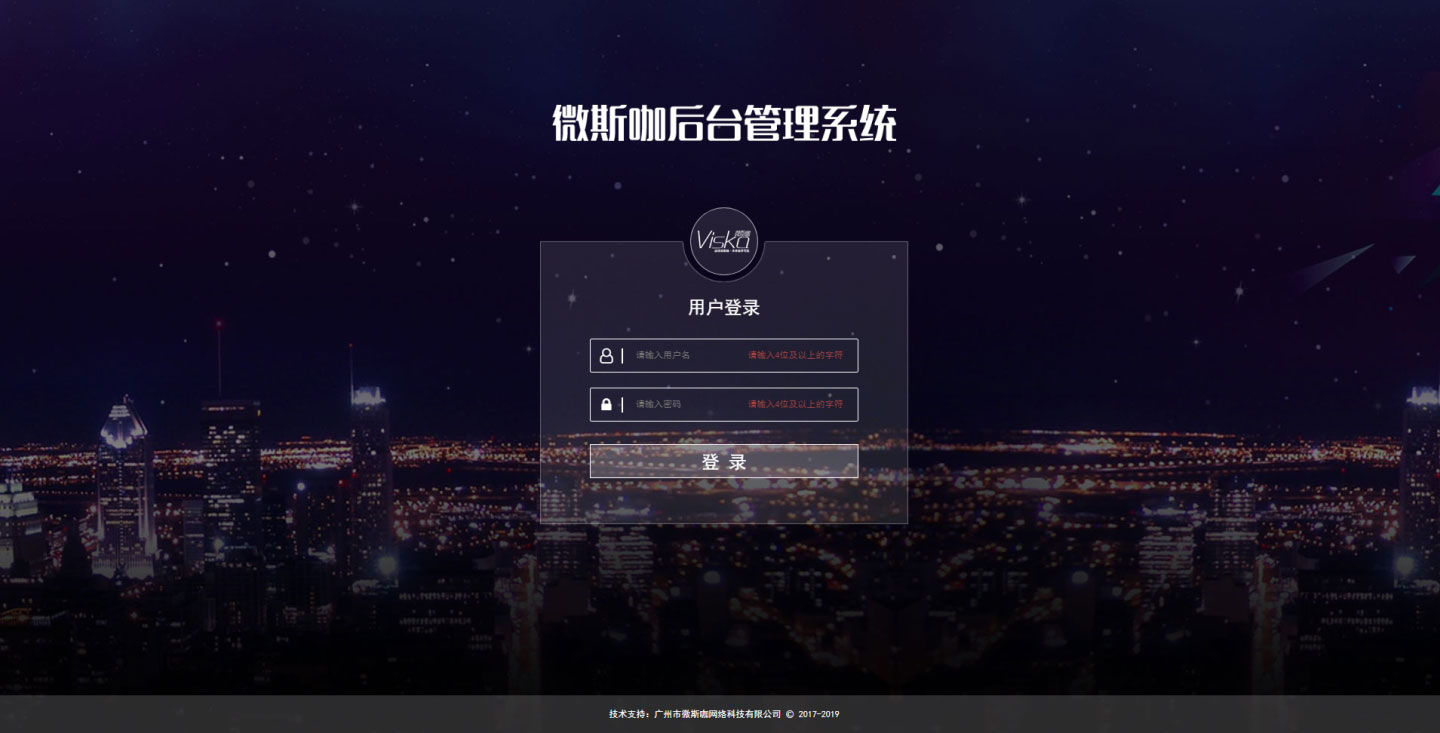 微斯咖后台管理系统
Viska
用户登录
请输入用户名 请输入4位及以上的字符
请输入密码 请输入4位及以上的字符
登 录
技术支持：广州市微斯咖网络科技有限公司 © 2017-2019